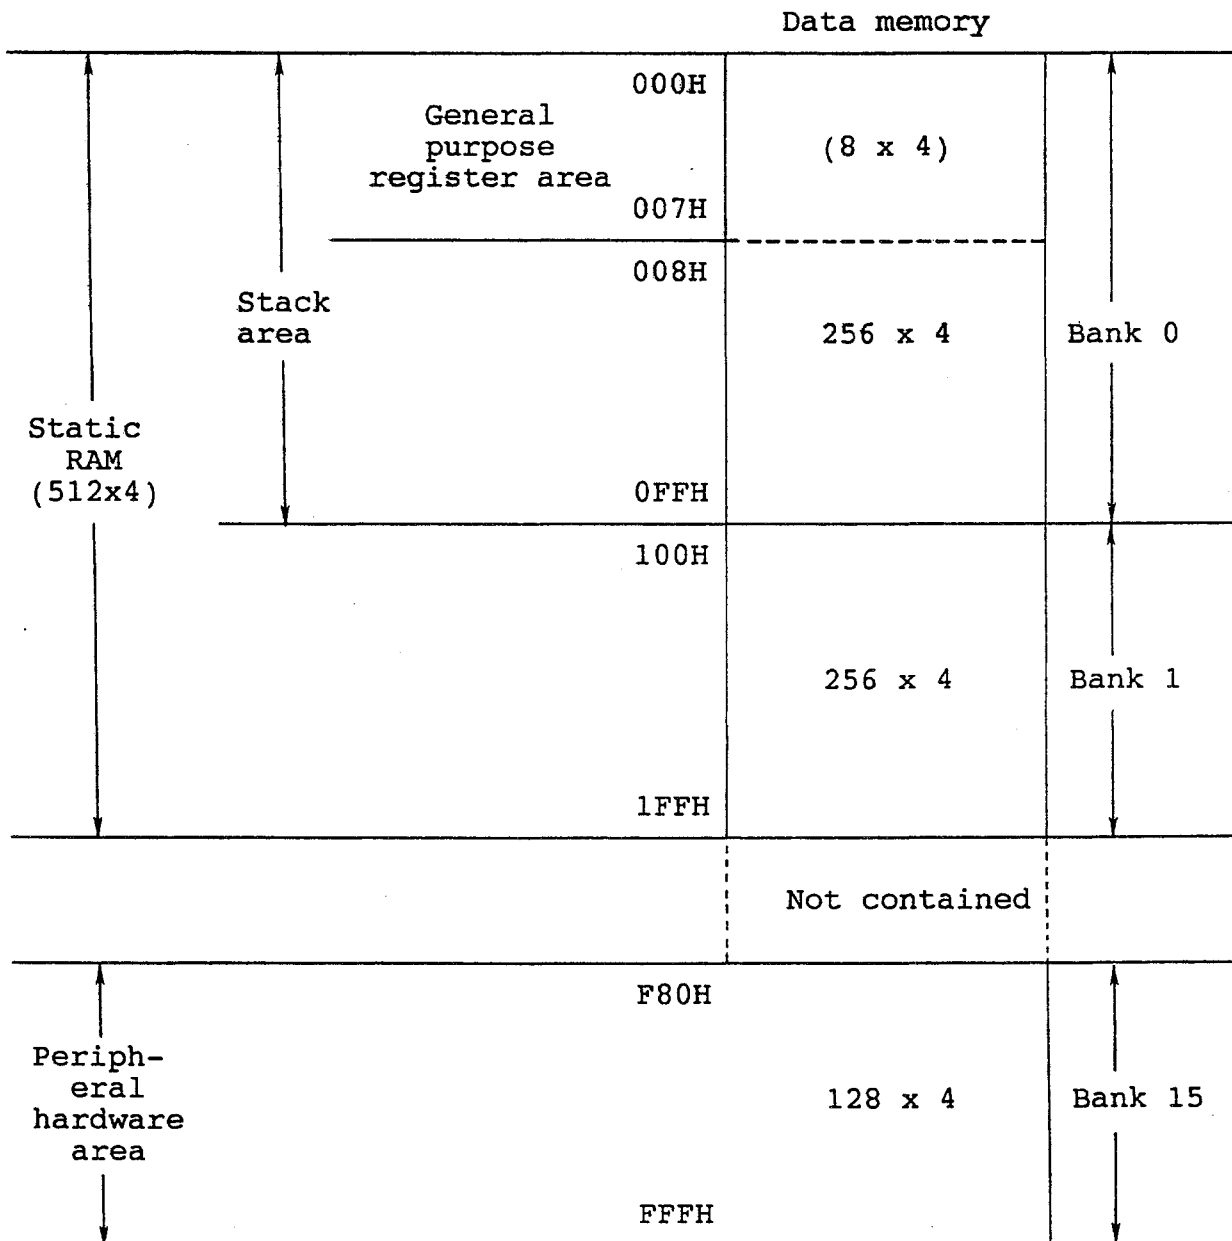 Data memory
000H
General
purpose
register area
(8 x 4)
007H
008H
Stack
area
256 x 4
Bank 0
Static
RAM
(512x4)
0FFH
100H
256 x 4
Bank 1
1FFH
Not contained
F80H
Periph-
eral
hardware
area
128 x 4
Bank 15
FFFH